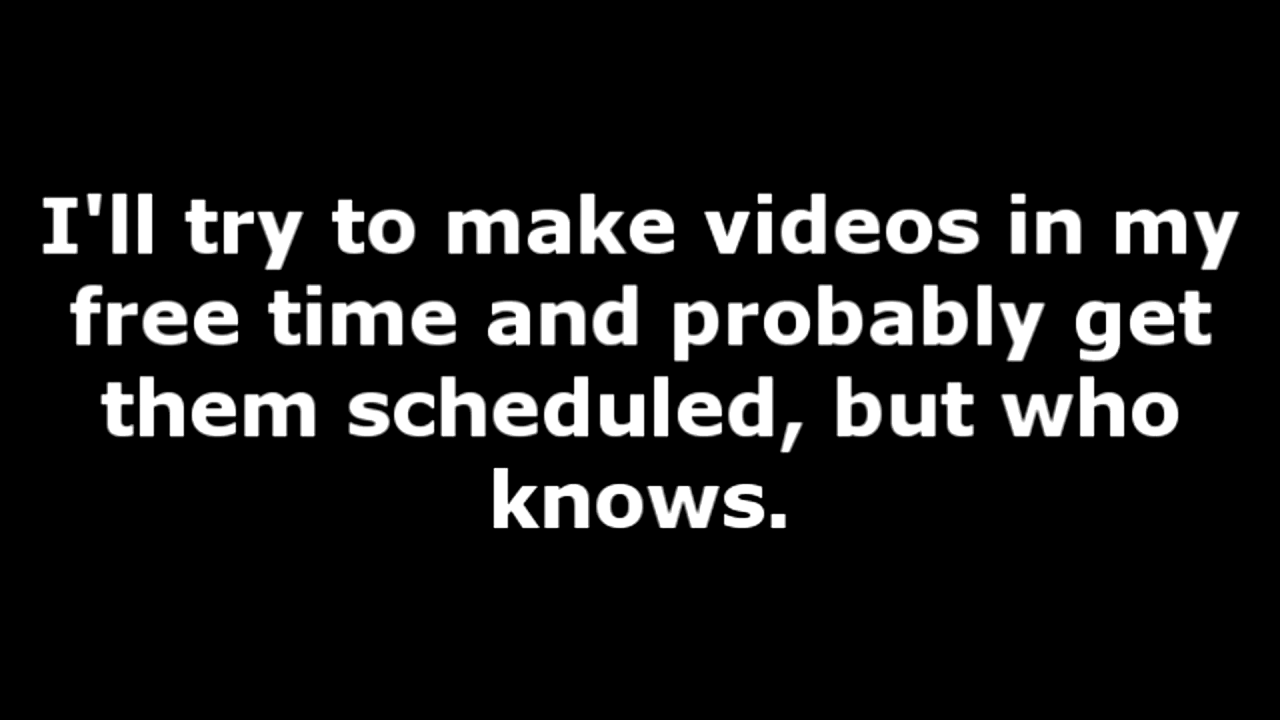 I'll try to make videos in my
free time and probably get
them scheduled, but who
knows.